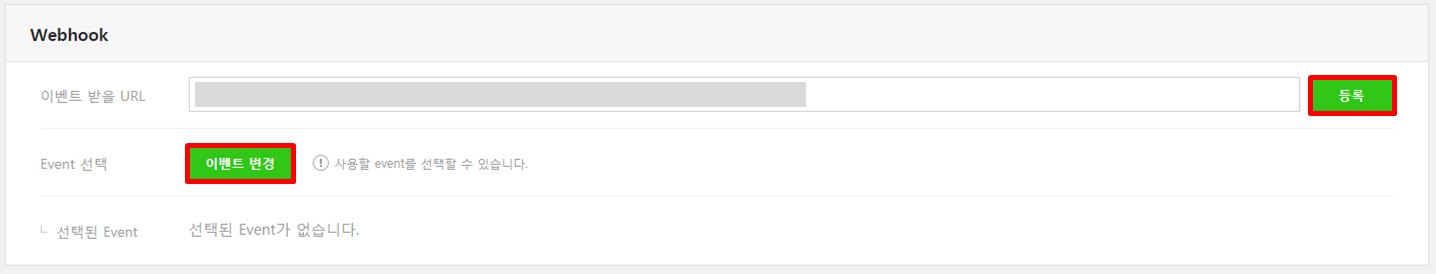 Webhook
이벤트 받을 URL
등록
Event 선택
이벤트 변경
사용할 event를 선택할 수 있습니다.
선택된 Event
선택된 Event가 없습니다.